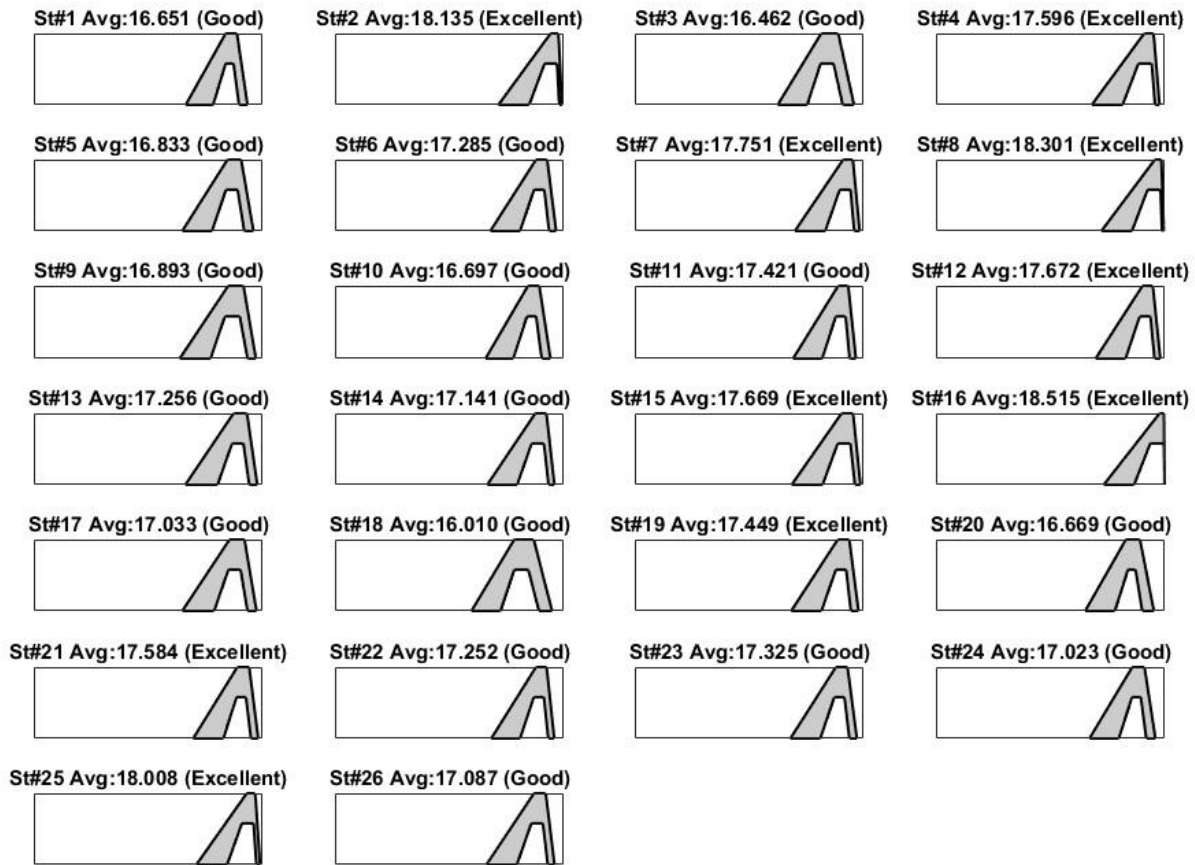 St#1 Avg:16.651 (Good)
St#2 Avg:18.135 (Excellent)
St#3 Avg:16.462 (Good)
St#4 Avg:17.596 (Excellent)
St#5 Avg:16.833 (Good)
St#6 Avg:17.285 (Good)
St#7 Avg:17.751 (Excellent)
St#8 Avg:18.301 (Excellent)
St#9 Avg:16.893 (Good)
St#10 Avg:16.697 (Good)
St#11 Avg:17.421 (Good)
St#12 Avg:17.672 (Excellent)
St#13 Avg:17.256 (Good)
St#14 Avg:17.141 (Good)
St#15 Avg:17.669 (Excellent)
St#16 Avg:18.515 (Excellent)
St#17 Avg:17.033 (Good)
St#18 Avg:16.010 (Good)
St#19 Avg:17.449 (Excellent)
St#20 Avg:16.669 (Good)
St#21 Avg:17.584 (Excellent)
St#22 Avg:17.252 (Good)
St#23 Avg:17.325 (Good)
St#24 Avg:17.023 (Good)
St#25 Avg:18.008 (Excellent)
St#26 Avg:17.087 (Good)